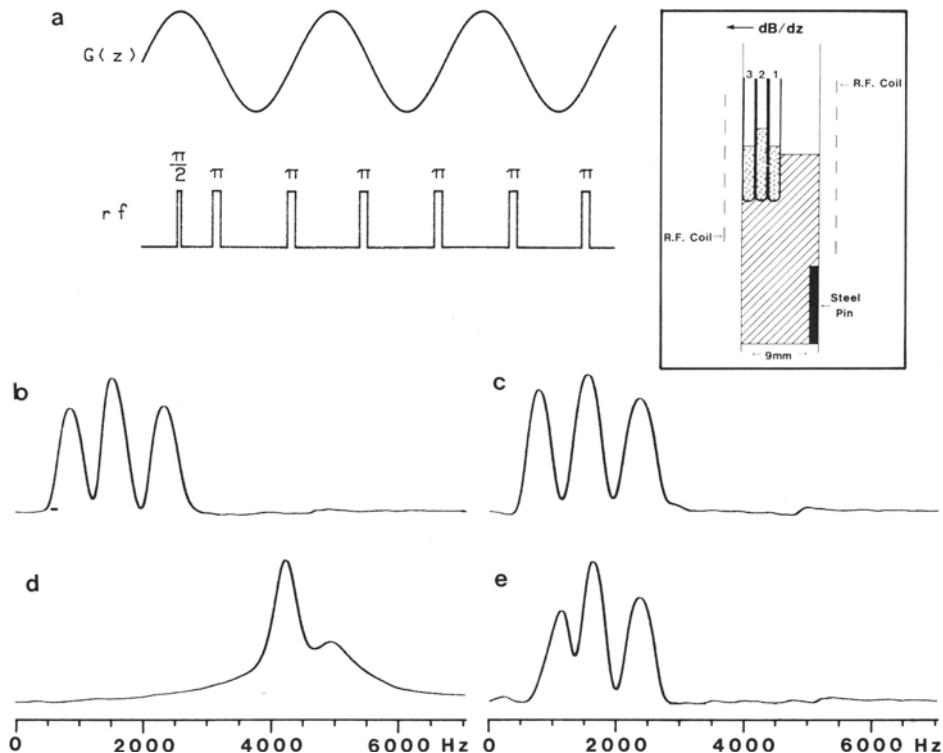 a
G(z)
π/2 π π π π π π
rf
dB/dz
3 2 1
R.F. Coil
R.F. Coil
Steel
Pin
9mm
b
c
d
e
0 2000 4000 6000 Hz
0 2000 4000 6000 Hz